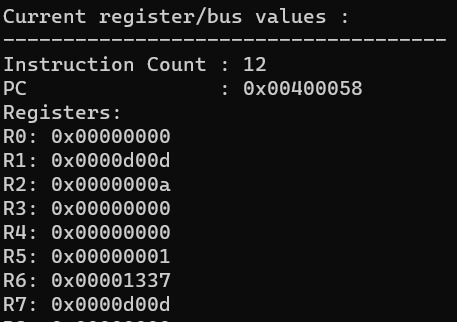 Current register/bus values :
-------------------------------------
Instruction Count : 12
PC                : 0x00400058
Registers:
R0: 0x00000000
R1: 0x0000d00d
R2: 0x0000000a
R3: 0x00000000
R4: 0x00000000
R5: 0x00000001
R6: 0x00001337
R7: 0x0000d00d